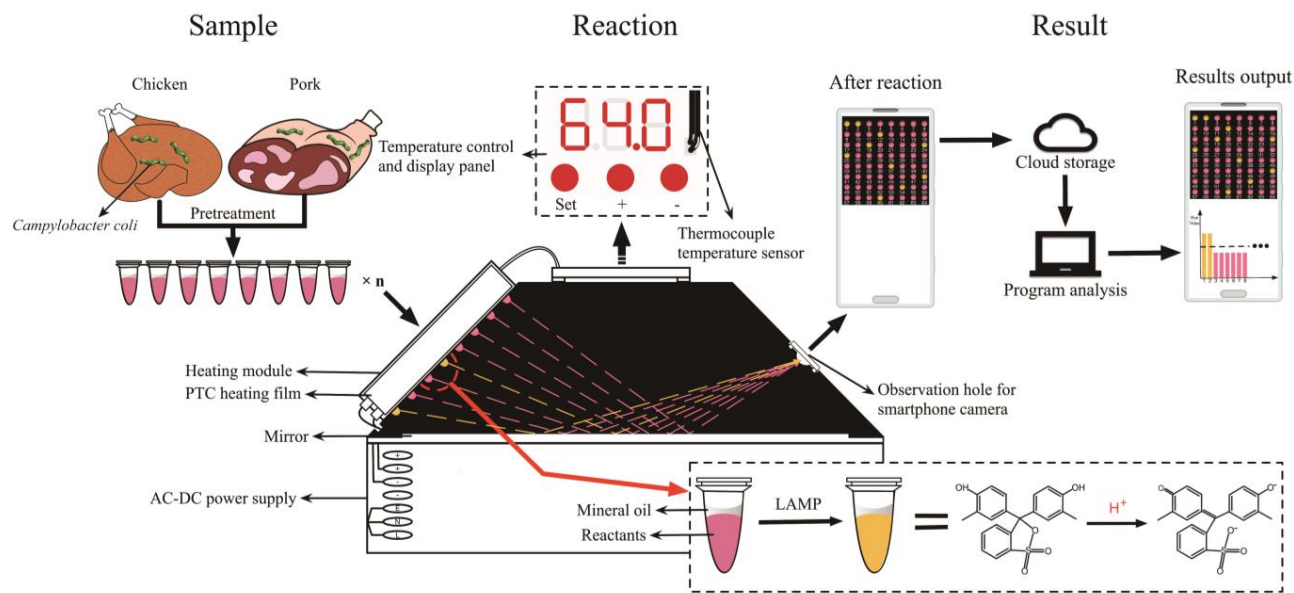 Sample
Reaction
Result
Chicken
Pork
Campylobacter coli
Pretreatment
× n
Temperature control
and display panel
64.0
Set
+
-
Thermocouple
temperature sensor
After reaction
Cloud storage
Program analysis
Results output
Heating module
PTC heating film
Mirror
AC-DC power supply
Observation hole for
smartphone camera
Mineral oil
Reactants
LAMP
OH
OH
O
S
O
O
H+
O
O-
O-
S
O
O